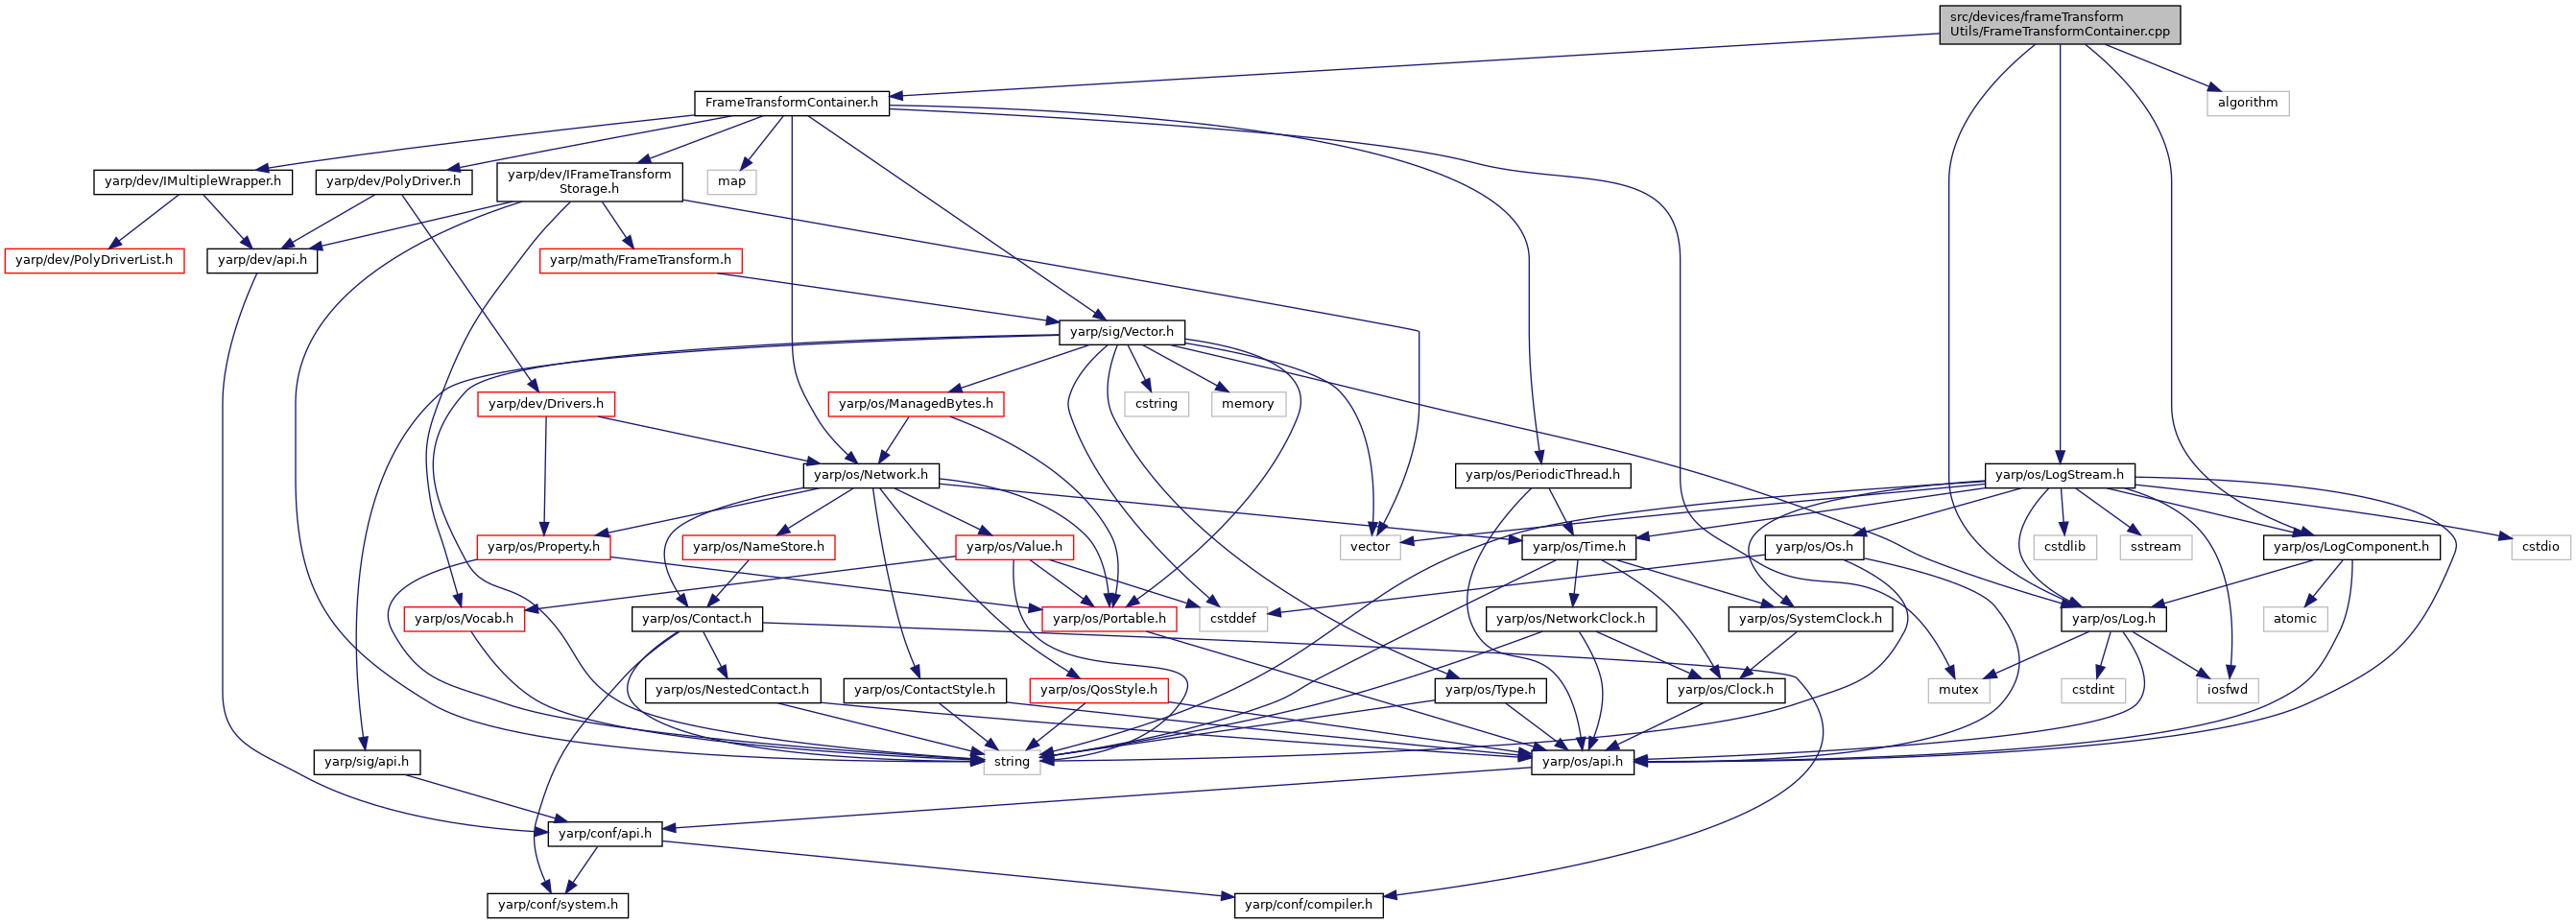 src/devices/frameTransform
Utils/FrameTransformContainer.cpp
FrameTransformContainer.h
algorithm
yarp/dev/IMultipleWrapper.h
yarp/dev/PolyDriver.h
yarp/dev/IFrameTransform
Storage.h
map
yarp/dev/PolyDriverList.h
yarp/dev/api.h
yarp/math/FrameTransform.h
yarp/sig/Vector.h
yarp/dev/Drivers.h
yarp/os/ManagedBytes.h
cstring
memory
yarp/os/Network.h
yarp/os/PeriodicThread.h
yarp/os/LogStream.h
yarp/os/Property.h
yarp/os/NameStore.h
yarp/os/Value.h
vector
yarp/os/Time.h
yarp/os/Os.h
cstdlib
sstream
yarp/os/LogComponent.h
cstdio
yarp/os/Vocab.h
yarp/os/Contact.h
yarp/os/Portable.h
cstddef
yarp/os/NetworkClock.h
yarp/os/SystemClock.h
yarp/os/Log.h
atomic
yarp/os/NestedContact.h
yarp/os/ContactStyle.h
yarp/os/QosStyle.h
yarp/os/Type.h
yarp/os/Clock.h
mutex
cstdint
iosfwd
yarp/sig/api.h
string
yarp/os/api.h
yarp/conf/api.h
yarp/conf/system.h
yarp/conf/compiler.h